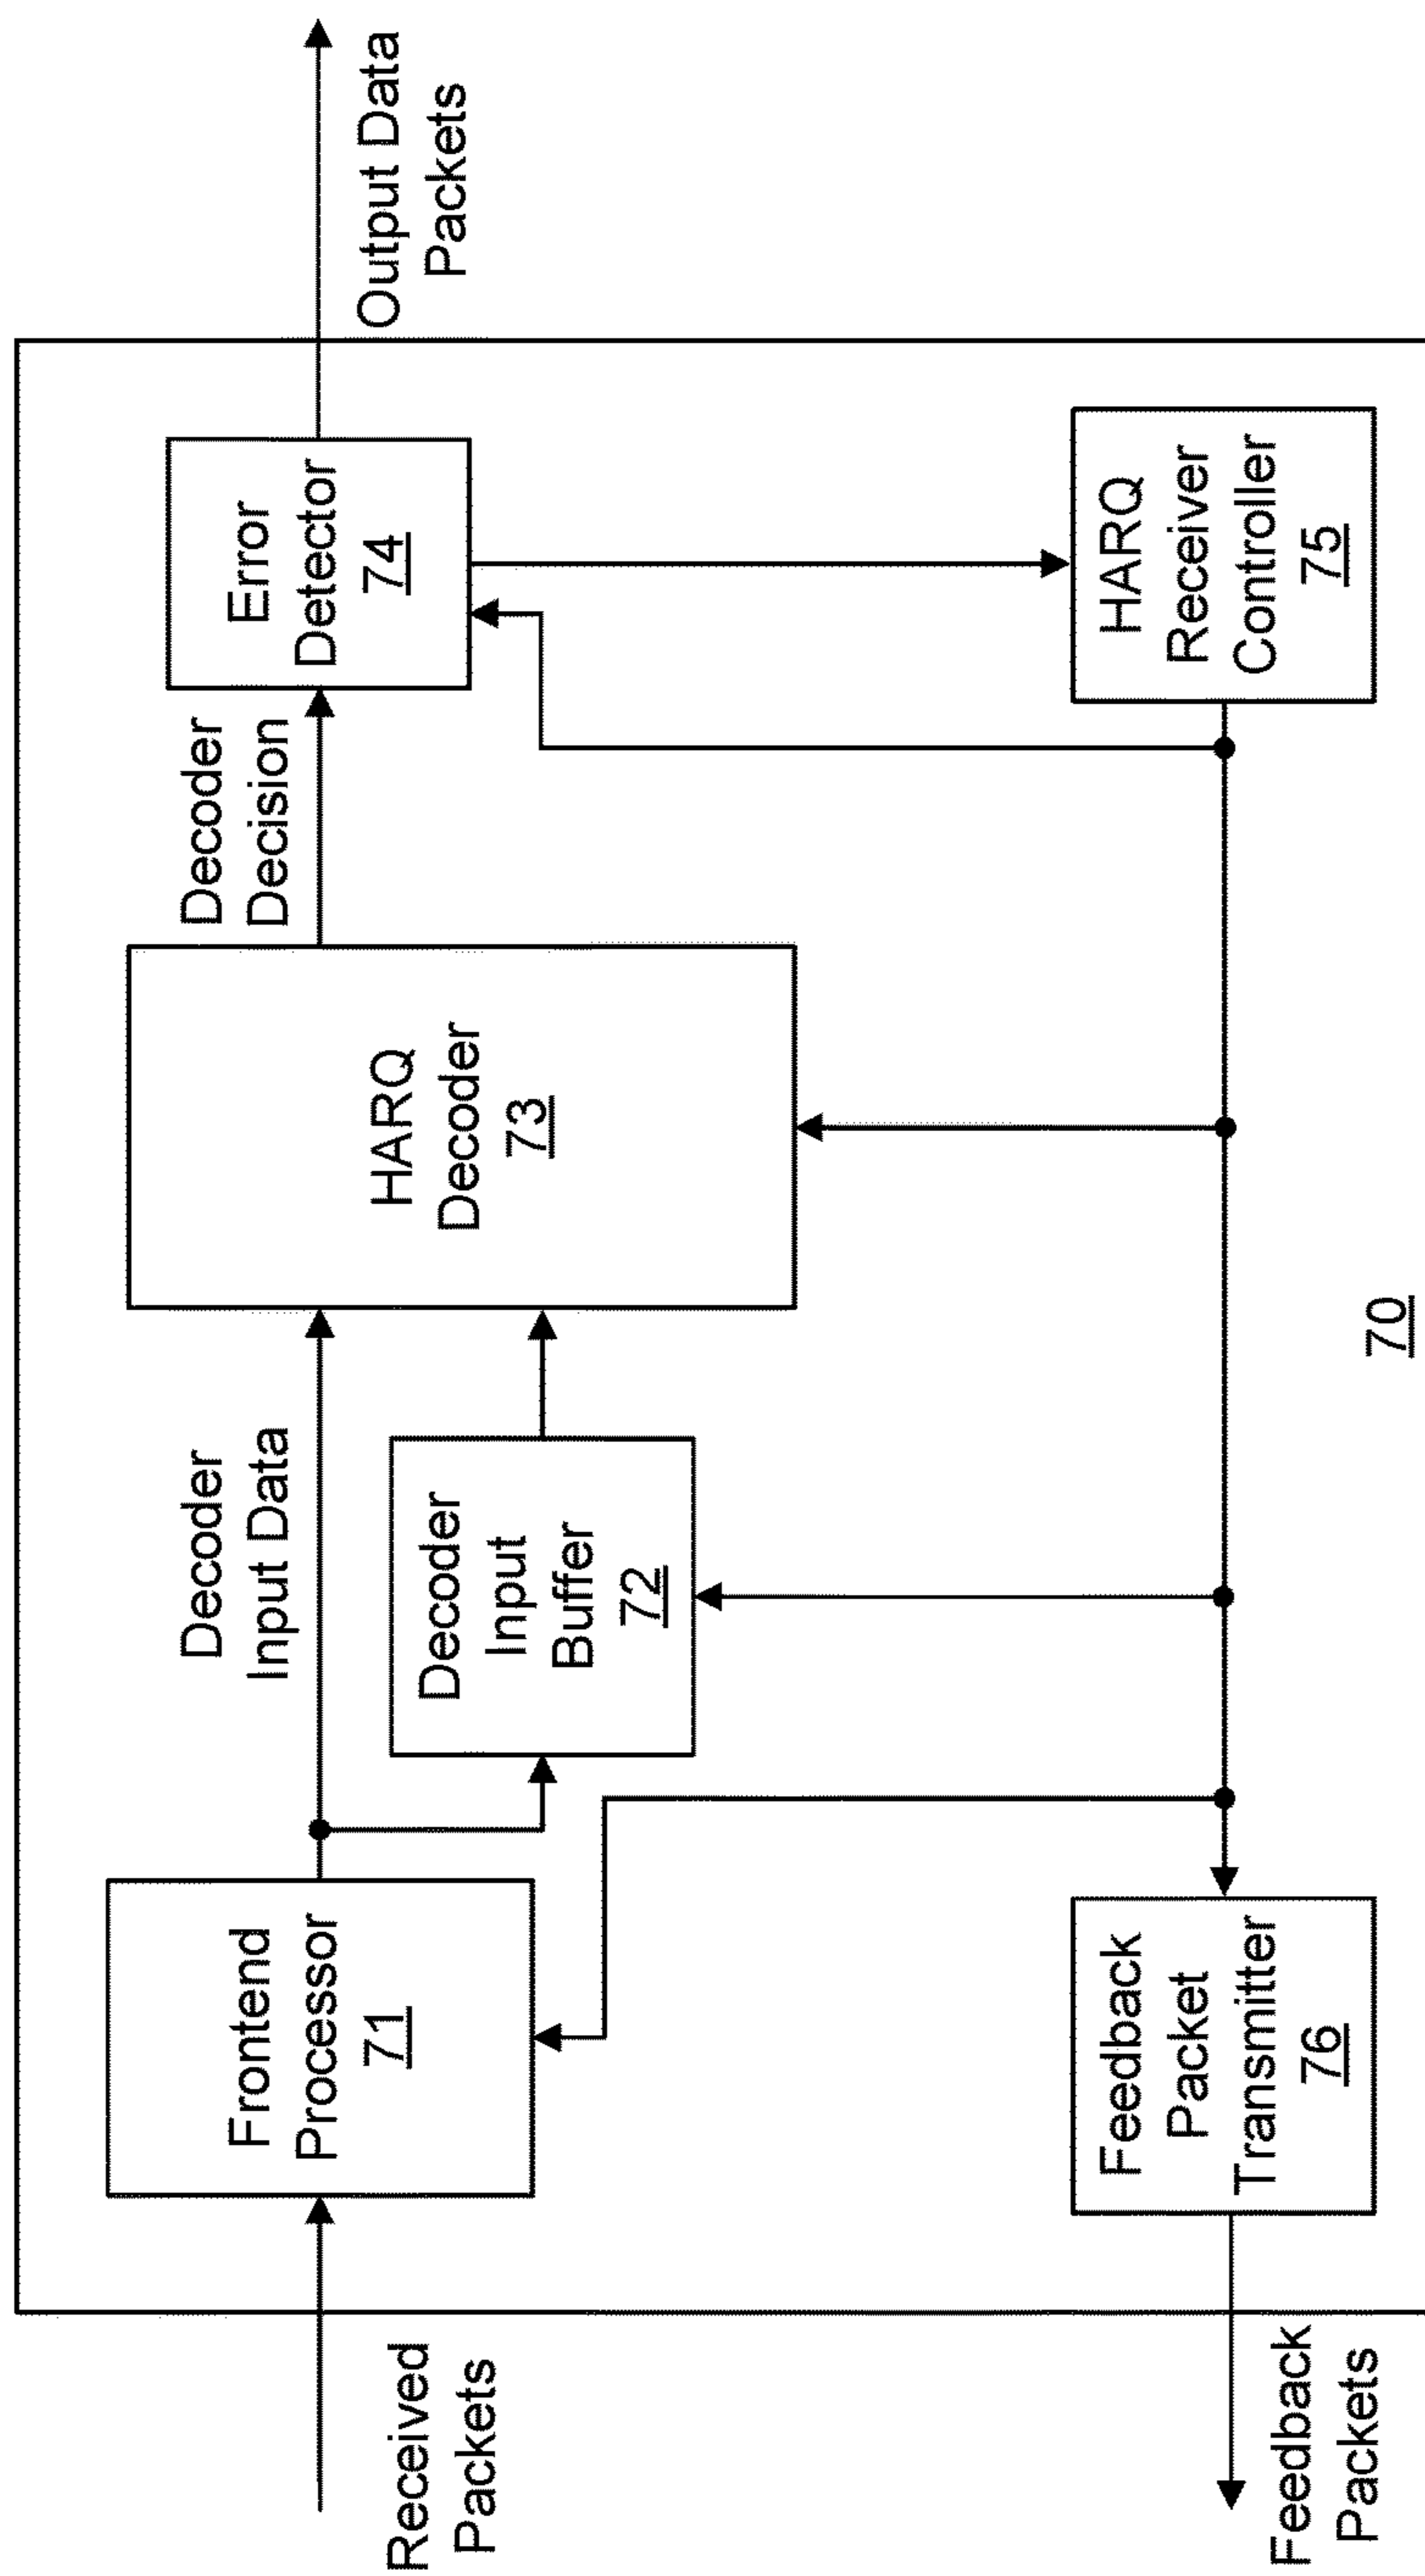 Received
Packets
Frontend
Processor
71
Decoder
Input Data
Decoder
Input
Buffer
72
HARQ
Decoder
73
Decoder
Decision
Error
Detector
74
Output Data
Packets
Feedback
Packets
Feedback
Packet
Transmitter
76
HARQ
Receiver
Controller
75
70